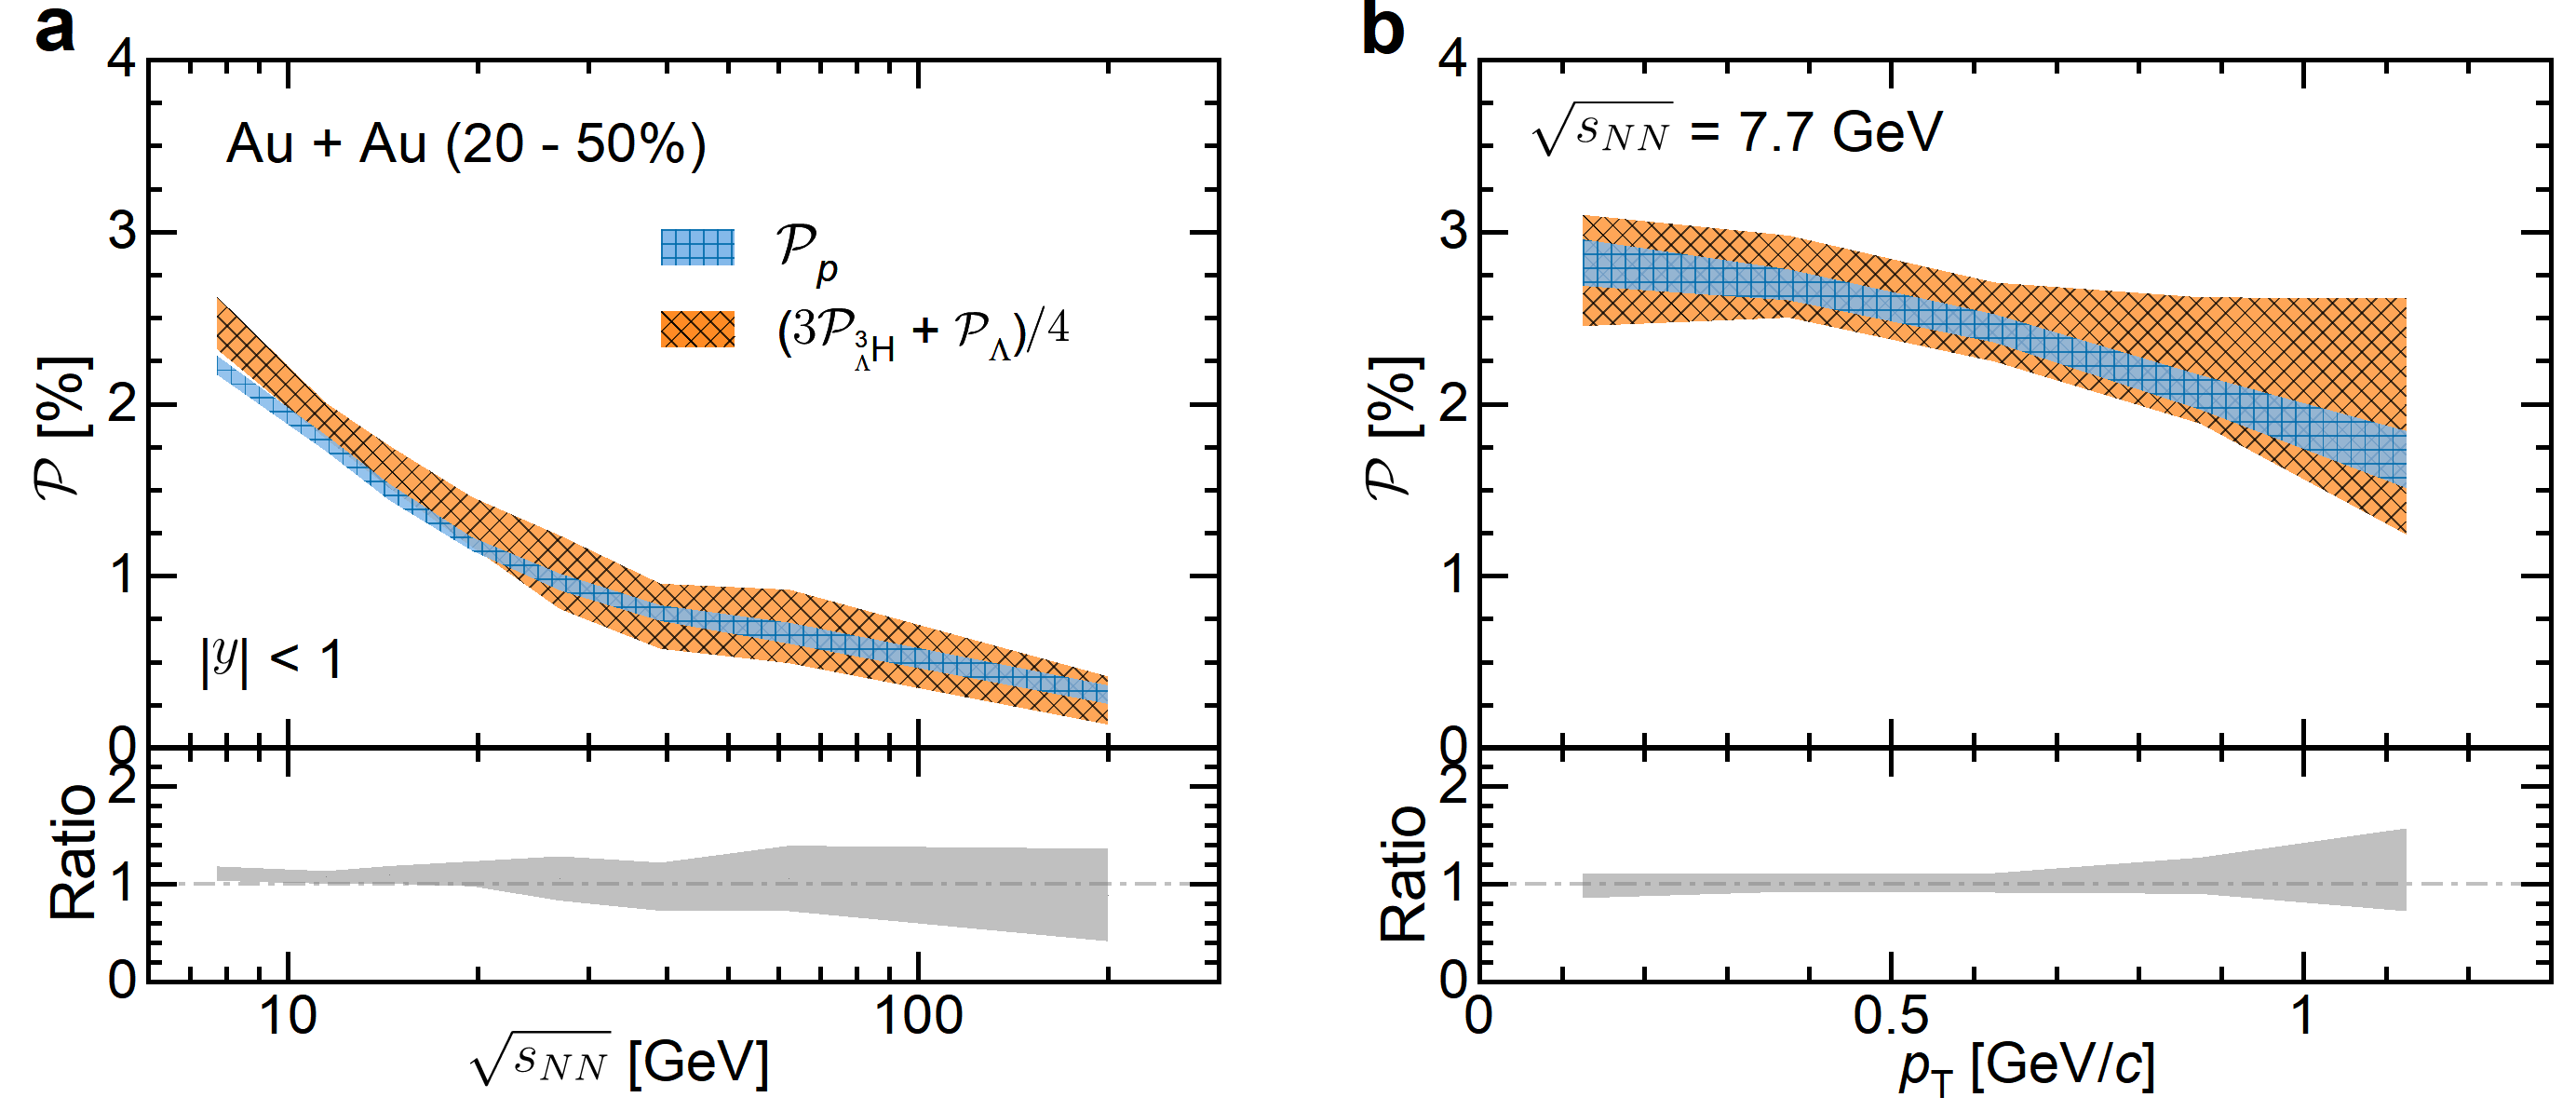 a
4
3
2
1
0
𝒫 [%]
Au + Au (20 - 50%)
𝒫p
(3𝒫³ΛH + 𝒫Λ)/4
|y| < 1
2
1
0
Ratio
10
100
√sNN [GeV]
b
4
3
2
1
0
𝒫 [%]
√sNN = 7.7 GeV
2
1
0
Ratio
0
0.5
1
pT [GeV/c]